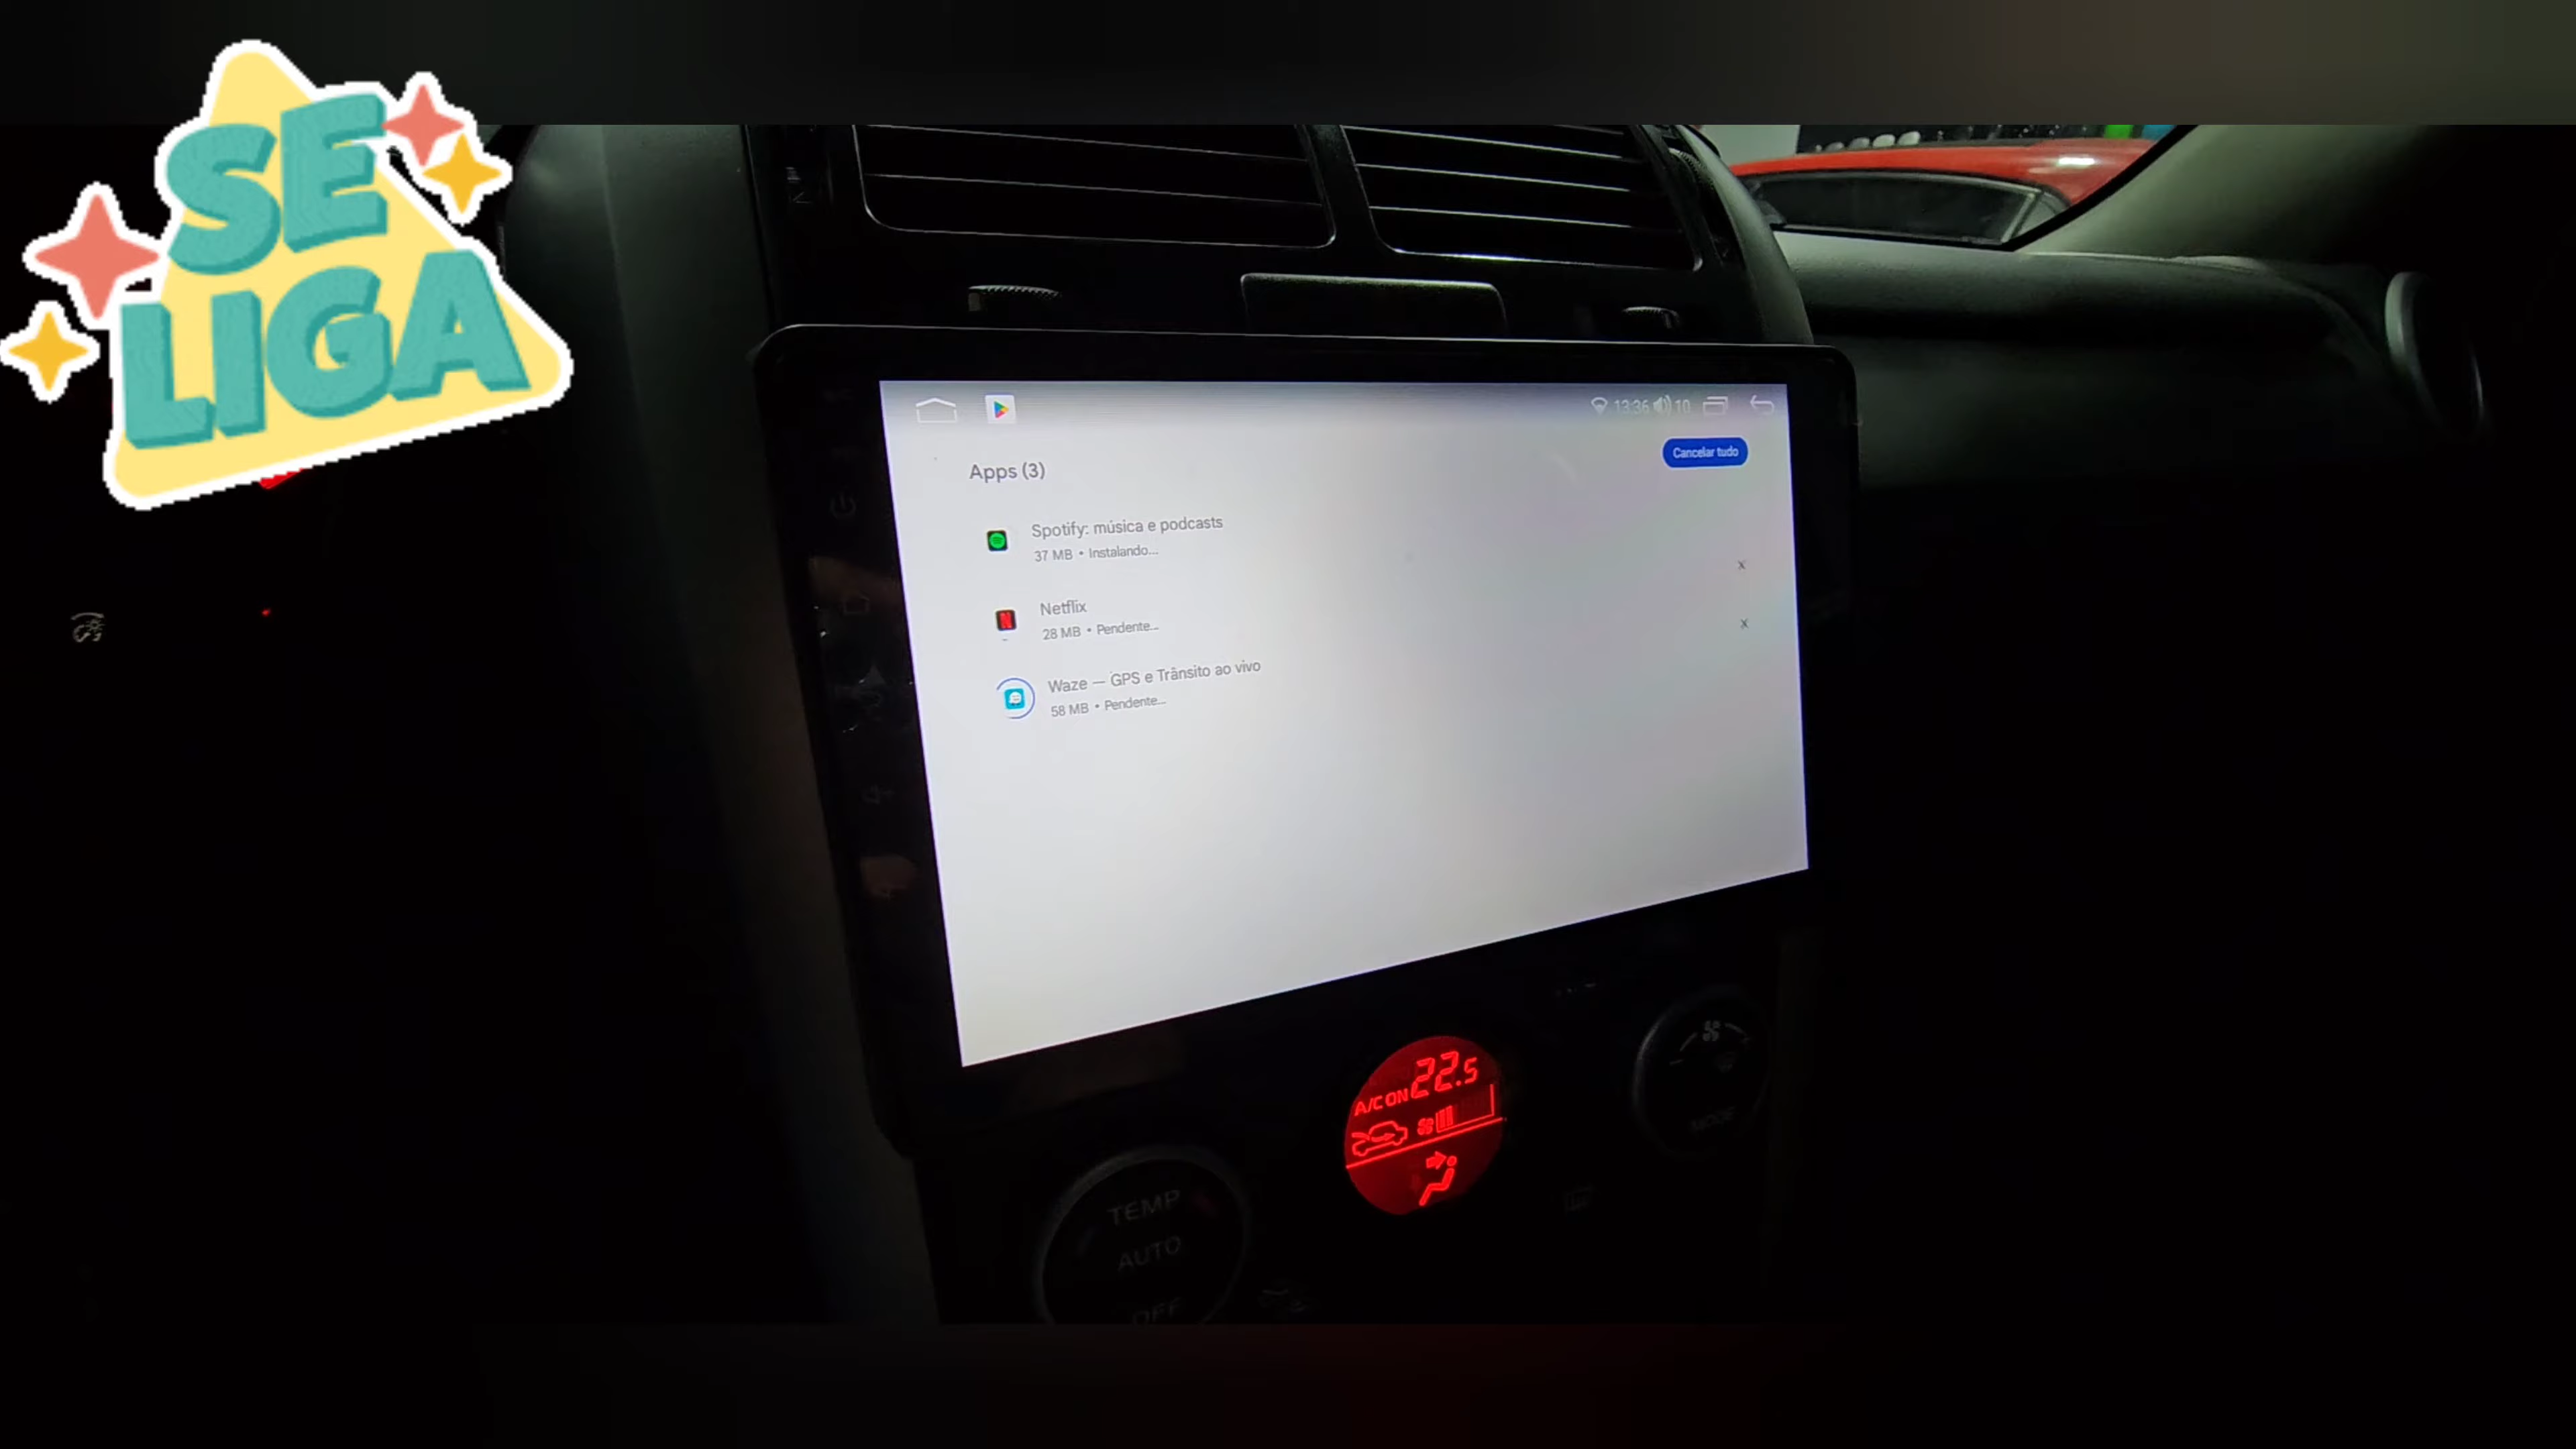 SE
LIGA
13:36 10
Cancelar tudo
Apps (3)
Spotify: música e podcasts
37 MB • Instalando...
x
Netflix
28 MB • Pendente...
x
Waze — GPS e Trânsito ao vivo
58 MB • Pendente...
A/C ON 22.5
MODE
TEMP
AUTO
OFF